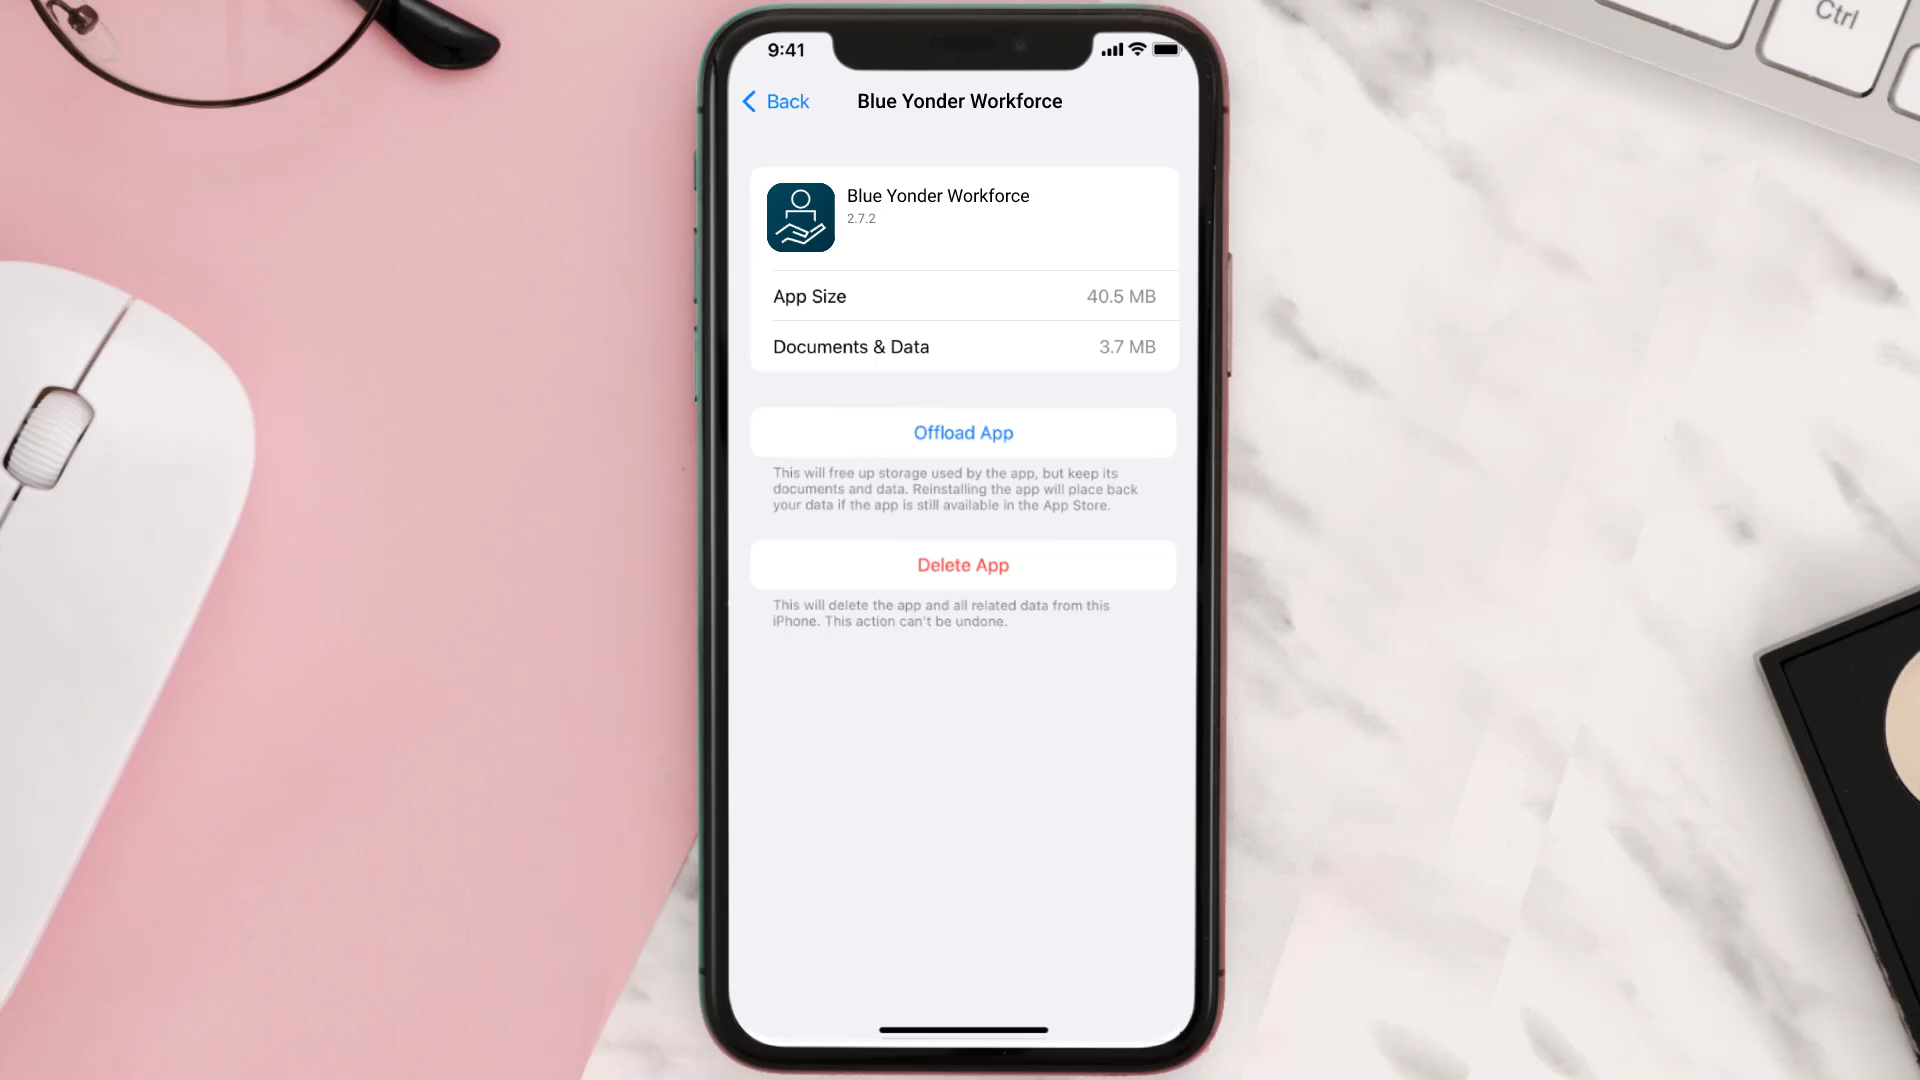 Ctrl
9:41
Back
Blue Yonder Workforce
Blue Yonder Workforce
2.7.2
App Size 40.5 MB
Documents & Data 3.7 MB
Offload App
This will free up storage used by the app, but keep its
documents and data. Reinstalling the app will place back
your data if the app is still available in the App Store.
Delete App
This will delete the app and all related data from this
iPhone. This action can't be undone.